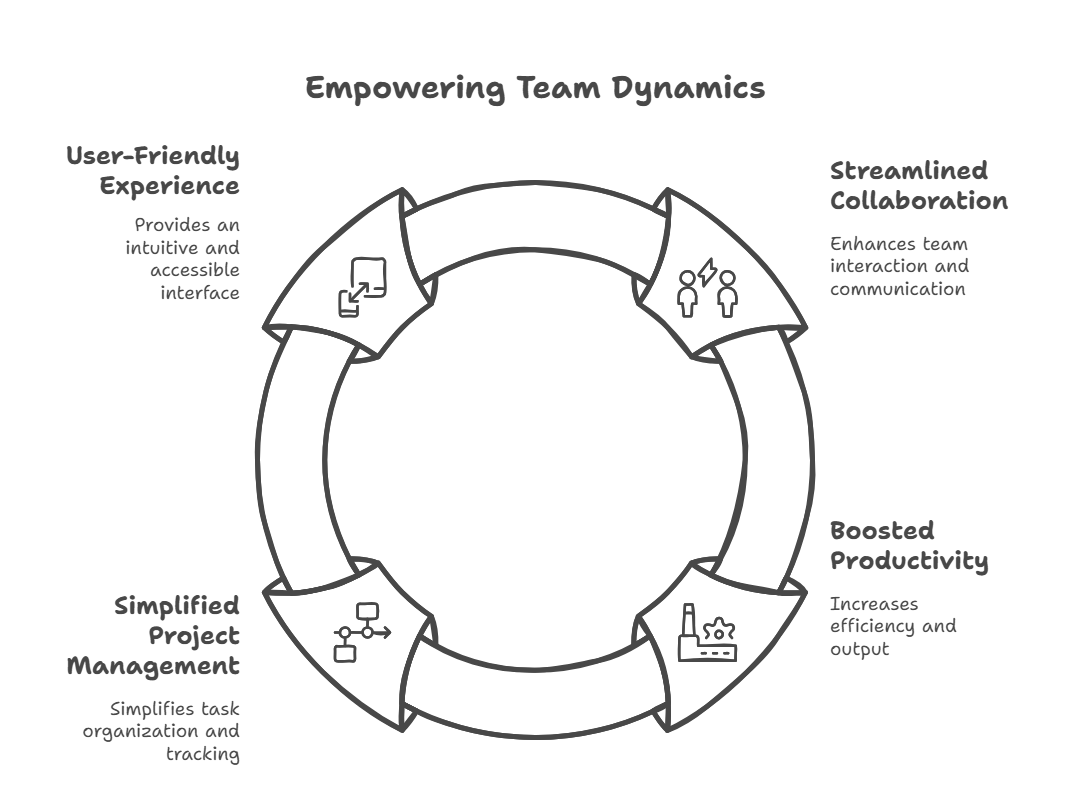 Empowering Team Dynamics
User-Friendly
Experience
Provides an
intuitive and
accessible
interface
Streamlined
Collaboration
Enhances team
interaction and
communication
Simplified
Project
Management
Simplifies task
organization and
tracking
Boosted
Productivity
Increases
efficiency and
output